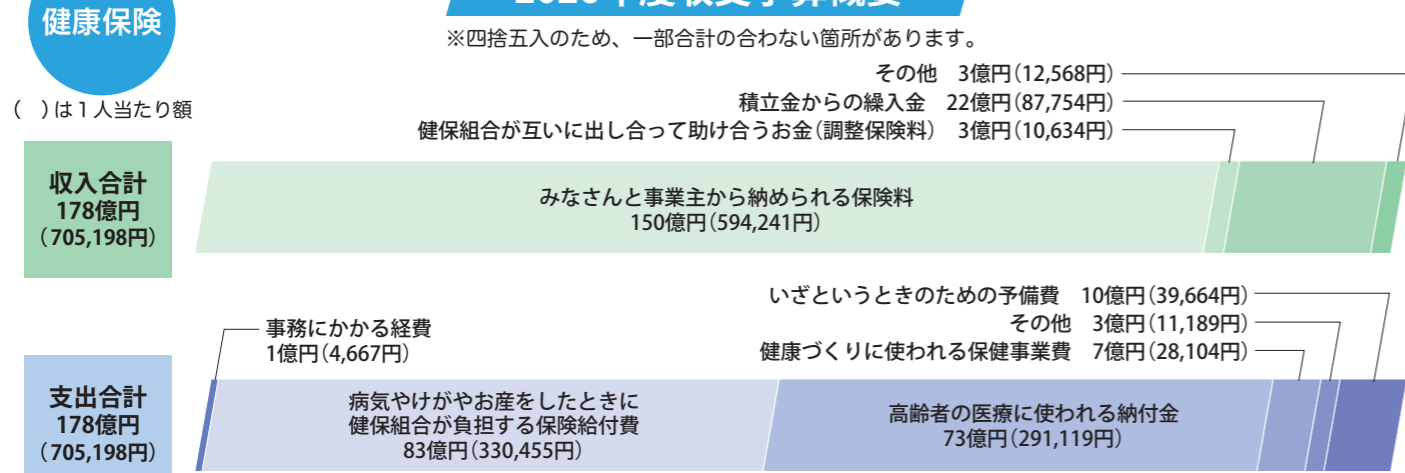 健康保険
※四捨五入のため、一部合計の合わない箇所があります。
( )は1人当たり額
その他 3億円(12,568円)
積立金からの繰入金 22億円(87,754円)
健保組合が互いに出し合って助け合うお金(調整保険料) 3億円(10,634円)
収入合計
178億円
(705,198円)
みなさんと事業主から納められる保険料
150億円(594,241円)
いざというときのための予備費 10億円(39,664円)
その他 3億円(11,189円)
健康づくりに使われる保健事業費 7億円(28,104円)
事務にかかる経費
1億円(4,667円)
支出合計
178億円
(705,198円)
病気やけがやお産をしたときに
健保組合が負担する保険給付費
83億円(330,455円)
高齢者の医療に使われる納付金
73億円(291,119円)